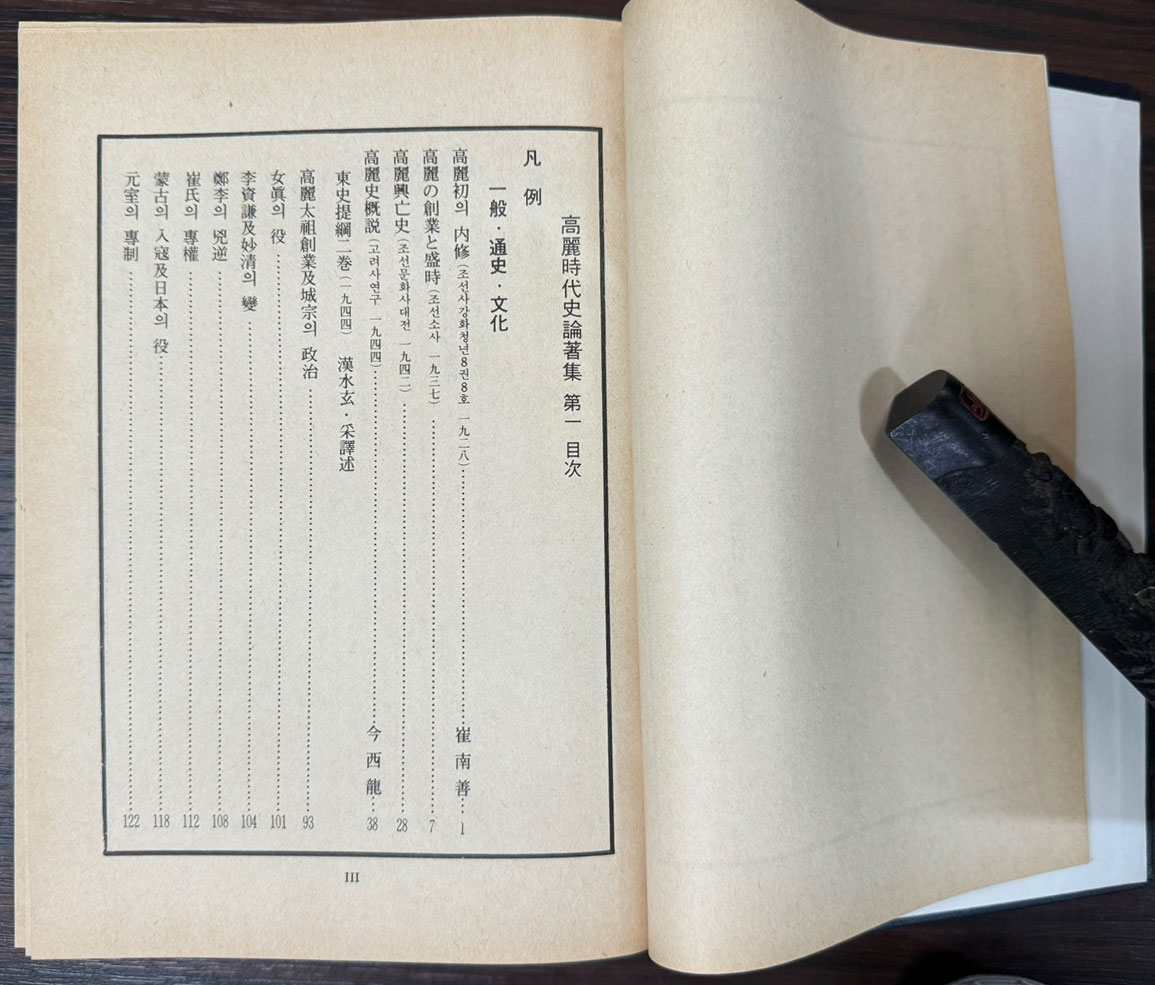 高麗時代史論著集 第一 目次
凡 例
一般・通史・文化
高麗初의 内修(조선사강화청년8권8호 一九二八)……崔南善…1
高麗の創業と盛時(조선소사 一九三七)……7
高麗興亡史(조선문화사대전 一九四二)……28
高麗史概説(고려사연구 一九四四)……今西龍…38
東史提綱二巻(一九四四) 漢水玄・采譯述
高麗太祖創業及城宗의 政治……93
女眞의 役……101
李資謙及妙清의 變……104
鄭李의 兇逆……108
崔氏의 專權……112
蒙古의 入寇及日本의 役……118
元室의 專制……122
III